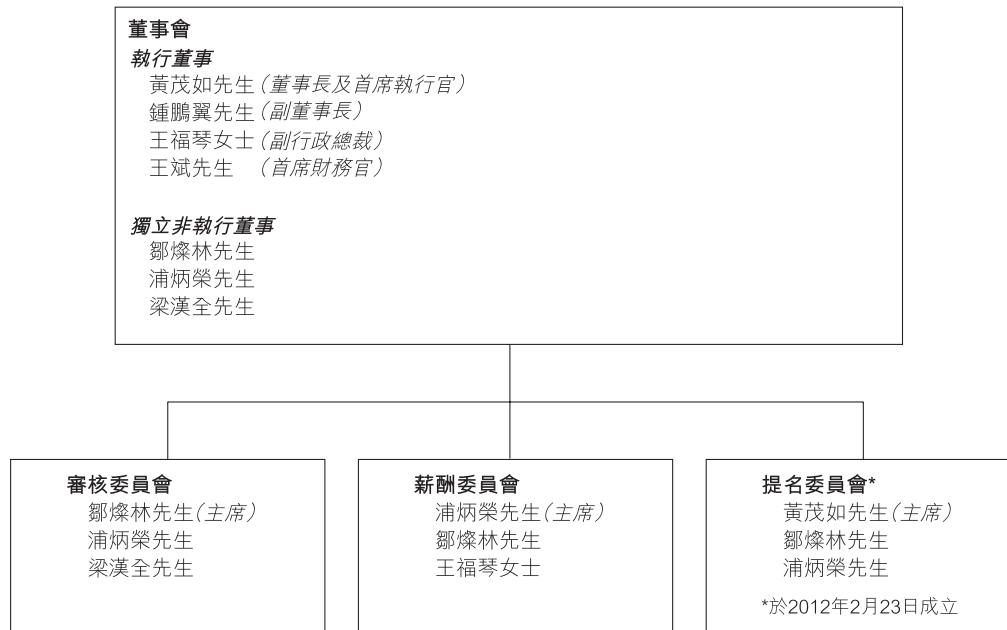 董事會
執行董事
黃茂如先生(董事長及首席執行官)
鍾鵬翼先生(副董事長)
王福琴女士(副行政總裁)
王斌先生 (首席財務官)
獨立非執行董事
鄒燦林先生
浦炳榮先生
梁漢全先生
審核委員會
鄒燦林先生(主席)
浦炳榮先生
梁漢全先生
薪酬委員會
浦炳榮先生(主席)
鄒燦林先生
王福琴女士
提名委員會*
黃茂如先生(主席)
鄒燦林先生
浦炳榮先生
*於2012年2月23日成立